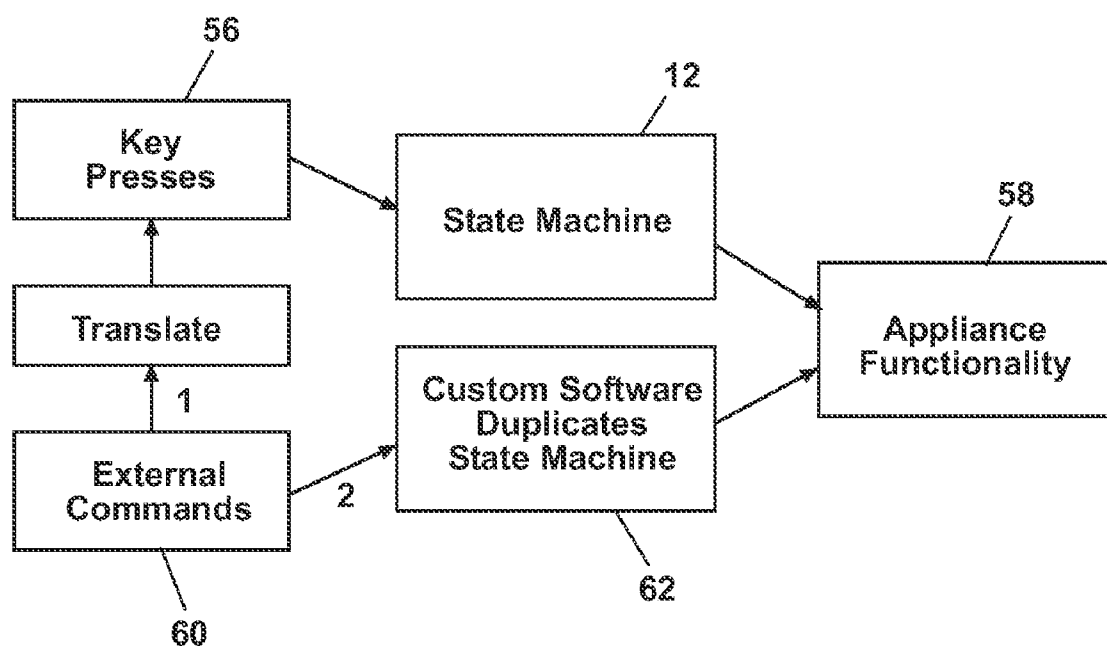 56
Key
Presses
12
State Machine
58
Translate
Appliance
Functionality
1
Custom Software
Duplicates
State Machine
External
Commands
2
62
60